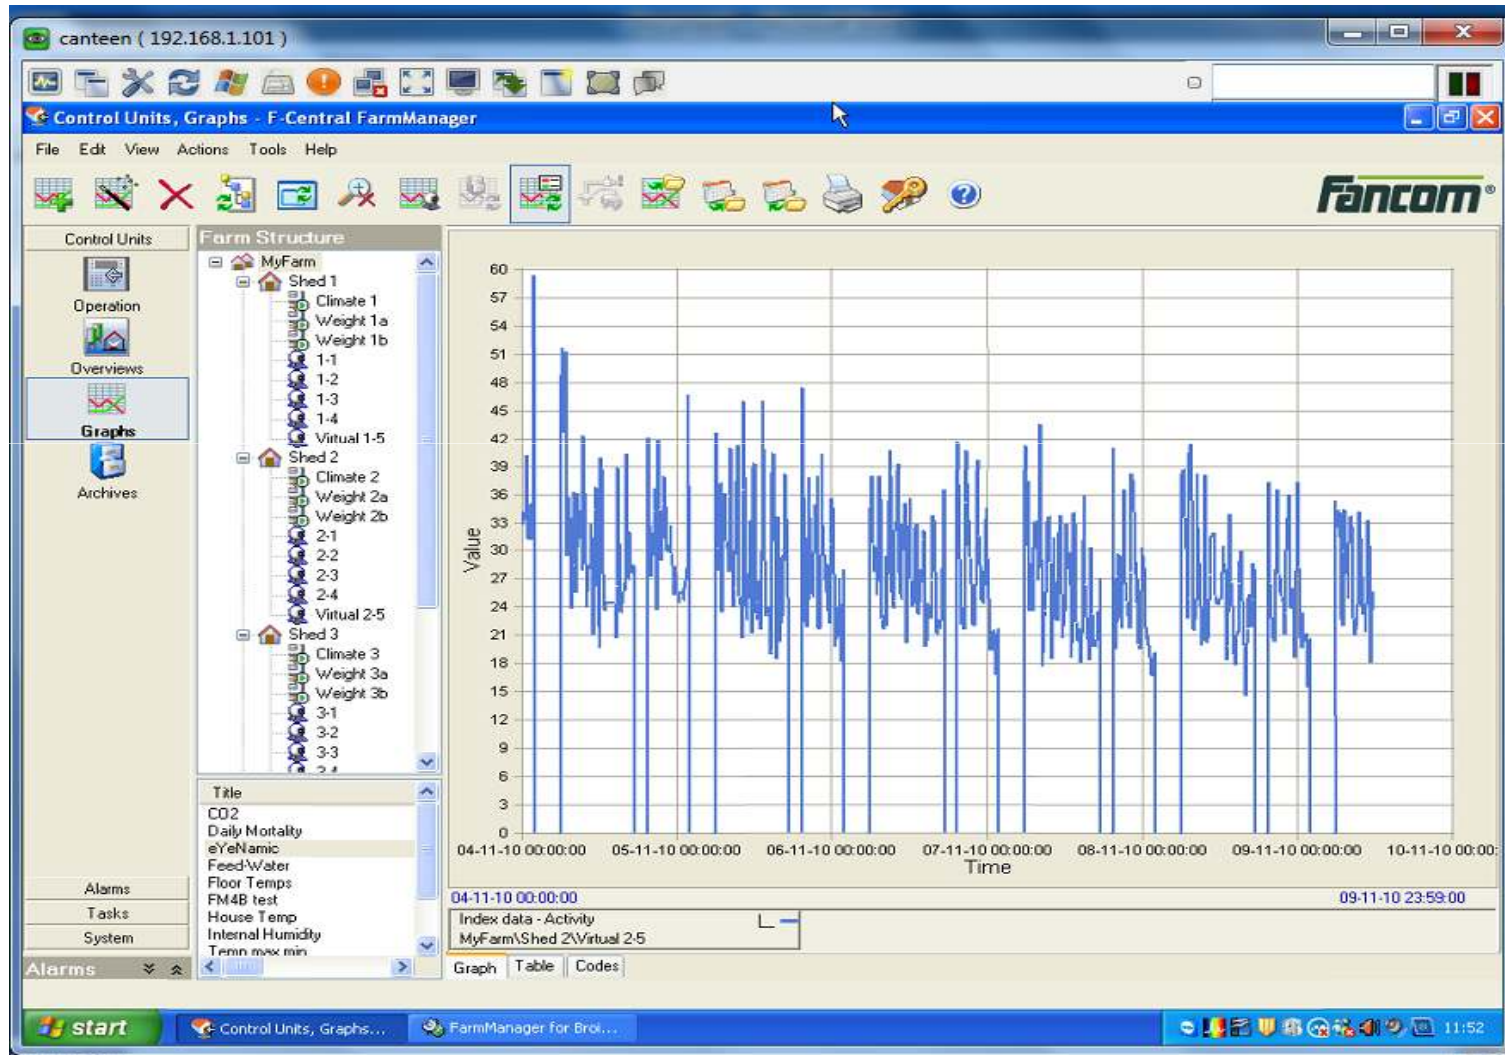 canteen ( 192.168.1.101 )
Control Units, Graphs - F-Central FarmManager
File Edit View Actions Tools Help
Fancom®
Control Units
Operation
Overviews
Graphs
Archives
Alarms
Tasks
System
Alarms
Farm Structure
MyFarm
Shed 1
Climate 1
Weight 1a
Weight 1b
1-1
1-2
1-3
1-4
Virtual 1-5
Shed 2
Climate 2
Weight 2a
Weight 2b
2-1
2-2
2-3
2-4
Virtual 2-5
Shed 3
Climate 3
Weight 3a
Weight 3b
3-1
3-2
3-3
3-4
Title
CO2
Daily Mortality
eYeNamic
Feed-Water
Floor Temps
FM4B test
House Temp
Internal Humidity
Temp max min
60
57
54
51
48
45
42
39
36
33
30
27
24
21
18
15
12
9
6
3
0
Value
04-11-10 00:00:00 05-11-10 00:00:00 06-11-10 00:00:00 07-11-10 00:00:00 08-11-10 00:00:00 09-11-10 00:00:00 10-11-10 00:00:
Time
04-11-10 00:00:00 09-11-10 23:59:00
Index data - Activity
MyFarm\Shed 2\Virtual 2-5
Graph Table Codes
start Control Units, Graphs... FarmManager for Broi... 11:52